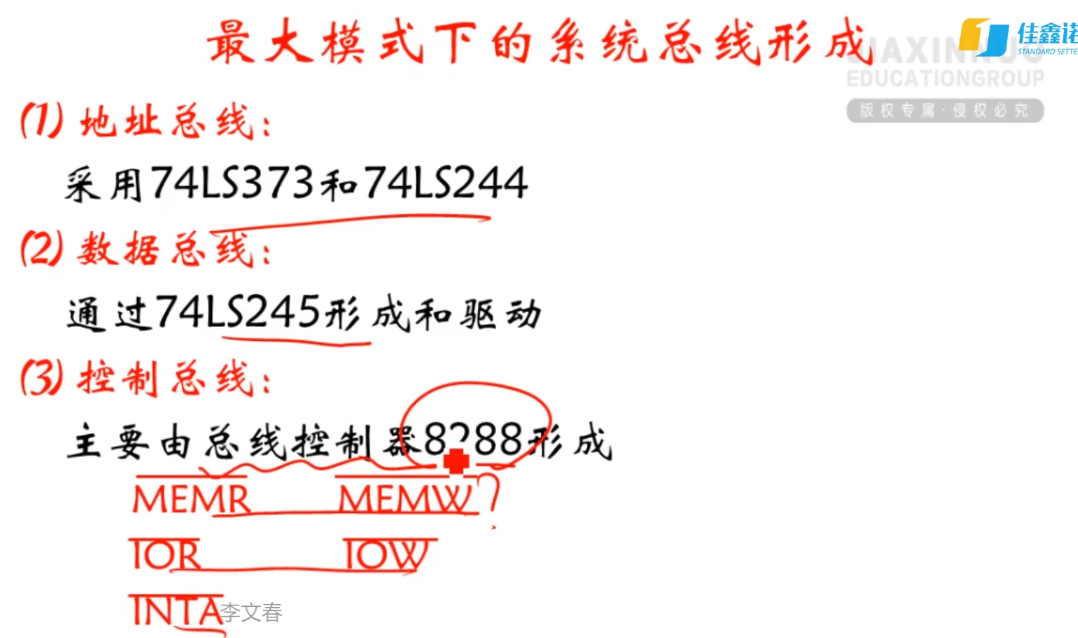 最大模式下的系统总线形成
佳鑫诺
STANDARD SETTE
JIAXINNUO
EDUCATIONGROUP
版权专属·侵权必究
(1) 地址总线：
采用74LS373和74LS244
(2) 数据总线：
通过74LS245形成和驱动
(3) 控制总线：
主要由总线控制器8288形成
MEMR MEMW ?
IOR IOW
INTA 李文春